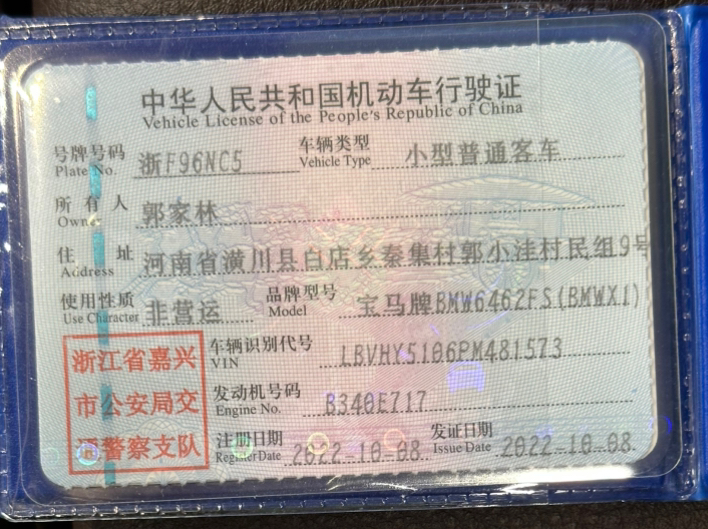 中华人民共和国机动车行驶证
Vehicle License of the People's Republic of China
号牌号码 浙F96NC5 车辆类型 小型普通客车
Plate No. Vehicle Type
所有人 郭家林
Owner
住址 河南省潢川县白店乡秦集村郭小洼村民组9号
Address
使用性质 非营运 品牌型号 宝马牌BMW6462FS(BMWX1)
Use Character Model
浙江省嘉兴 车辆识别代号 LBVHY5106PM481573
VIN
市公安局交 发动机号码 B340E717
Engine No.
通警察支队 注册日期 2022-10-08 发证日期 2022-10-08
Register Date Issue Date